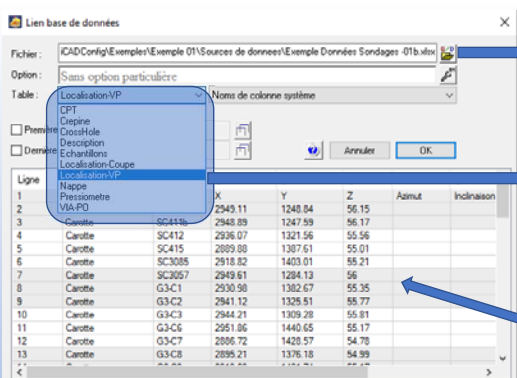 Lien base de données
Fichier : iCADConfig\Exemples\Exemple 01\Sources de donnees\Exemple Données Sondages -01b.xlsx
Option : Sans option particulière
Table : Localisation-VP Noms de colonne système
CPT
Crepine
CrossHole
Description
Echantillons
Localisation-Coupe
Localisation-VP
Nappe
Pressiometre
VIA-PO
Première
Dernière
Annuler OK
Ligne
1 X Y Z Azimut Inclinaison
2 2949.11 1248.84 56.15
3 Carotte SC411b 2948.89 1247.59 56.17
4 Carotte SC412 2936.07 1321.56 55.56
5 Carotte SC415 2889.88 1387.61 55.01
6 Carotte SC3085 2918.82 1403.01 55.21
7 Carotte SC3057 2949.61 1284.13 56
8 Carotte G3-C1 2930.98 1382.67 55.35
9 Carotte G3-C2 2941.12 1325.51 55.77
10 Carotte G3-C3 2944.21 1309.28 55.81
11 Carotte G3-C6 2951.86 1440.65 55.17
12 Carotte G3-C7 2886.72 1428.57 54.78
13 Carotte G3-C8 2895.21 1376.18 54.99